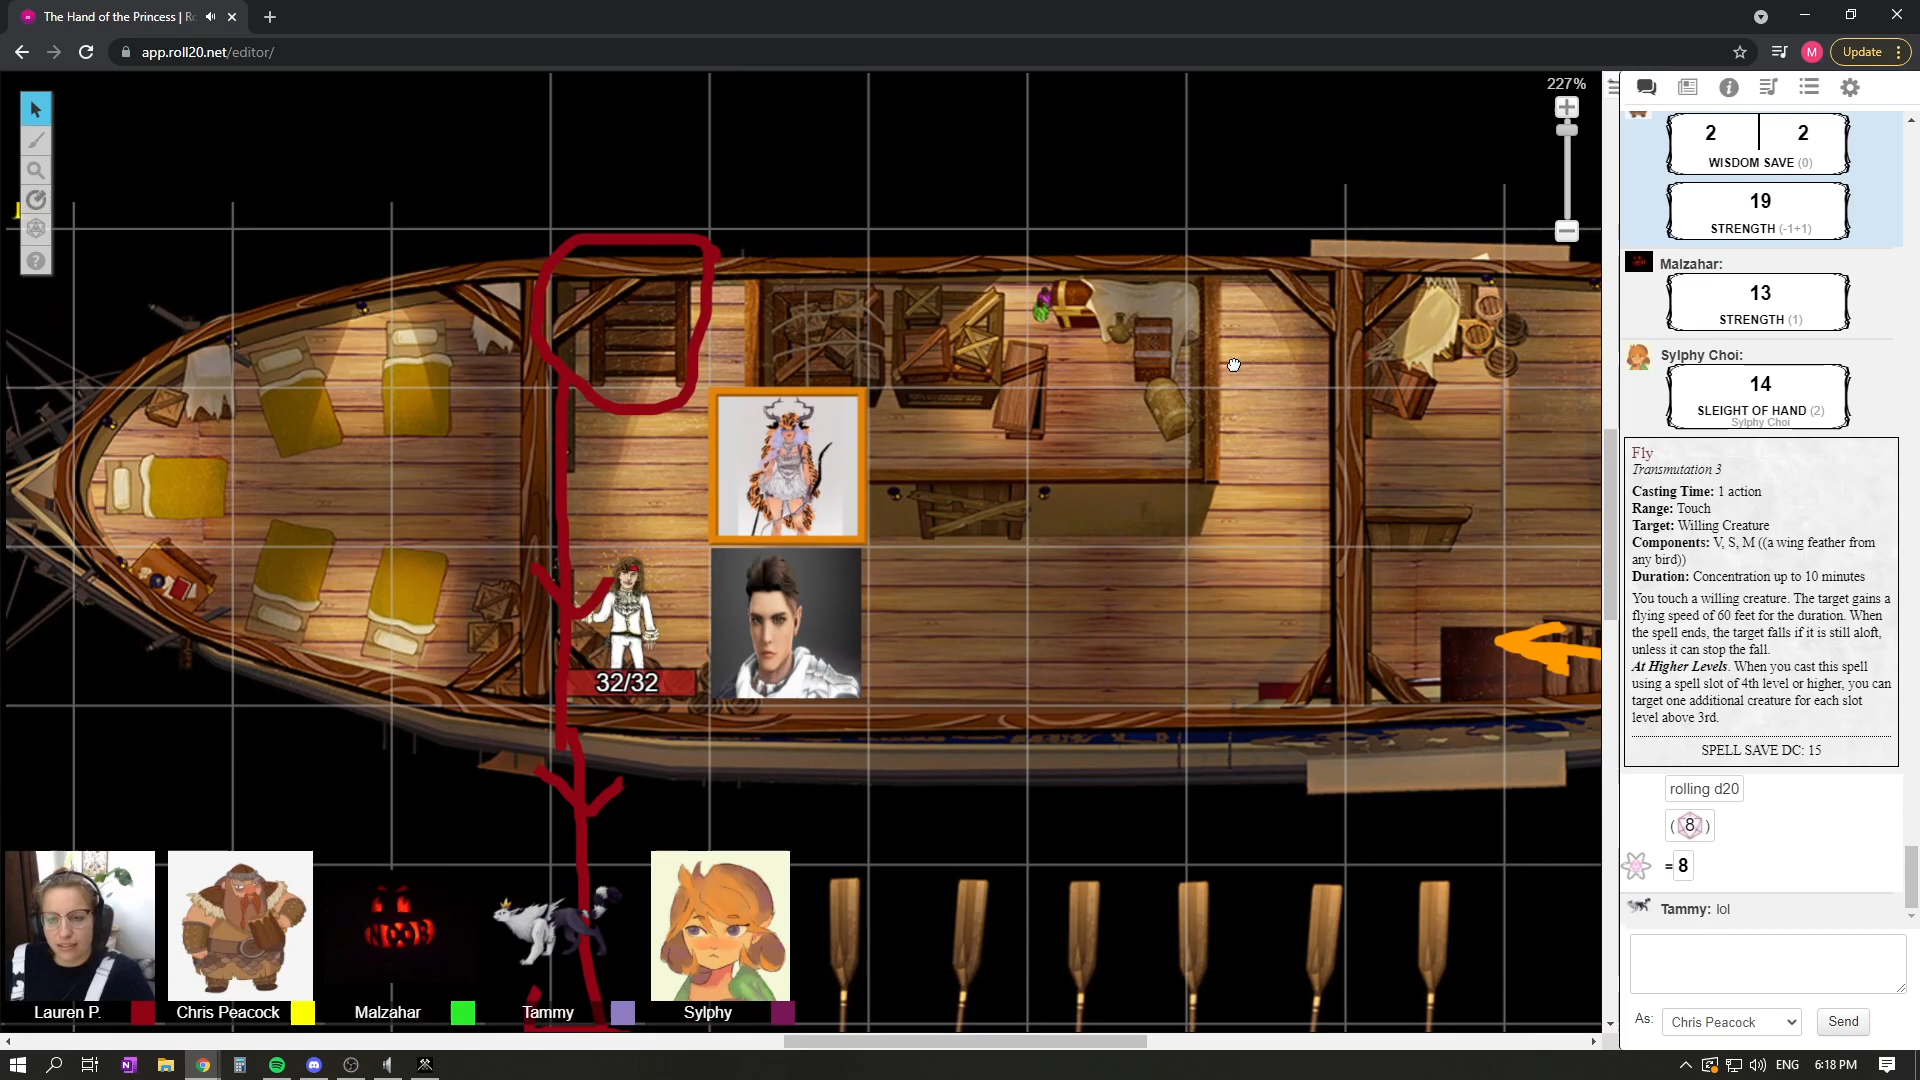 The Hand of the Princess | Ro
app.roll20.net/editor/
M
Update
227%
2 2
WISDOM SAVE (0)
19
STRENGTH (-1+1)
Malzahar:
13
STRENGTH (1)
Sylphy Choi:
14
SLEIGHT OF HAND (2)
Sylphy Choi
Fly
Transmutation 3
Casting Time: 1 action
Range: Touch
Target: Willing Creature
Components: V, S, M ((a wing feather from
any bird))
Duration: Concentration up to 10 minutes
You touch a willing creature. The target gains a
flying speed of 60 feet for the duration. When
the spell ends, the target falls if it is still aloft,
unless it can stop the fall.
At Higher Levels. When you cast this spell
using a spell slot of 4th level or higher, you can
target one additional creature for each slot
level above 3rd.
SPELL SAVE DC: 15
rolling d20
(8)
=8
Tammy: lol
As: Chris Peacock
Send
32/32
NOOB
Lauren P.
Chris Peacock
Malzahar
Tammy
Sylphy
N
ENG
6:18 PM